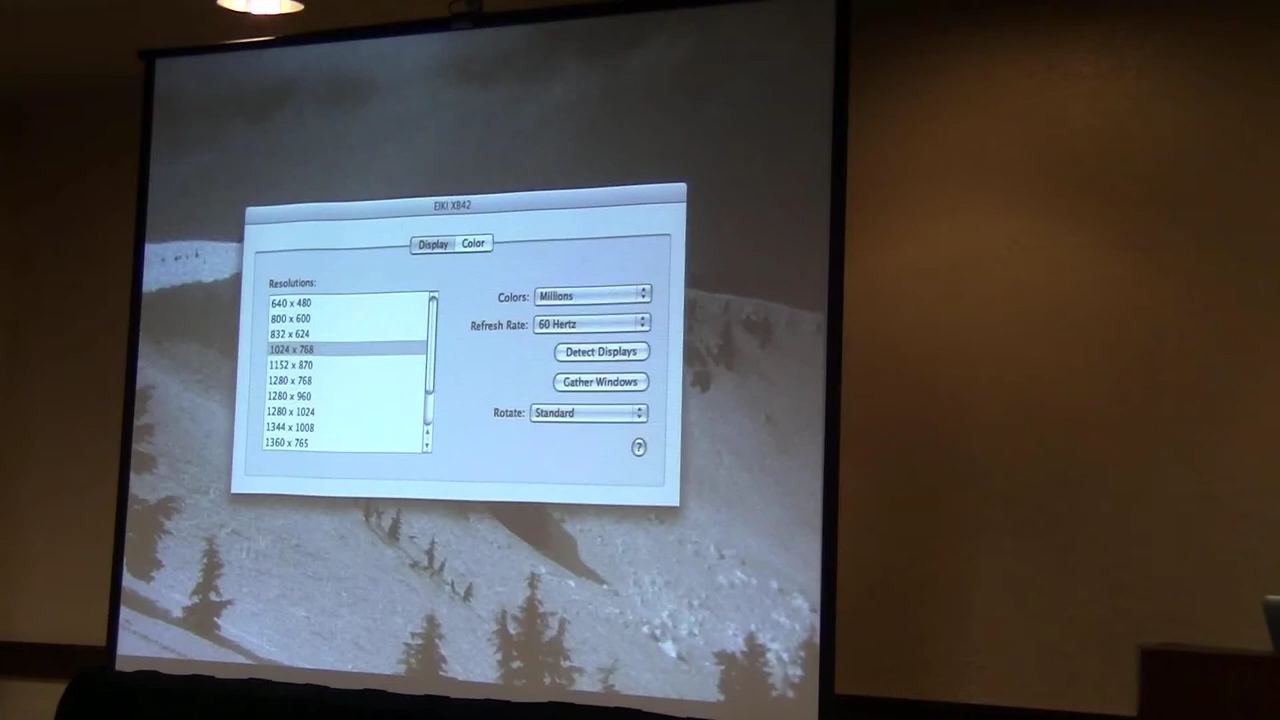 EIKI XB42
Display Color
Resolutions:
640 x 480
800 x 600
832 x 624
1024 x 768
1152 x 870
1280 x 768
1280 x 960
1280 x 1024
1344 x 1008
1360 x 765
Colors: Millions
Refresh Rate: 60 Hertz
Detect Displays
Gather Windows
Rotate: Standard
?